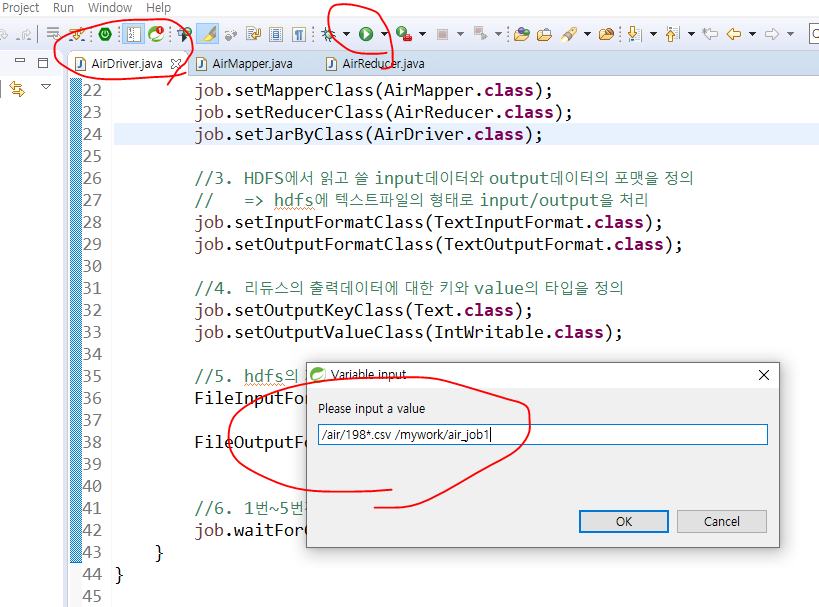 Project Run Window Help
AirDriver.java AirMapper.java AirReducer.java
22 job.setMapperClass(AirMapper.class);
23 job.setReducerClass(AirReducer.class);
24 job.setJarByClass(AirDriver.class);
25
26 //3. HDFS에서 읽고 쓸 input데이터와 output데이터의 포맷을 정의
27 // => hdfs에 텍스트파일의 형태로 input/output을 처리
28 job.setInputFormatClass(TextInputFormat.class);
29 job.setOutputFormatClass(TextOutputFormat.class);
30
31 //4. 리듀스의 출력데이터에 대한 키와 value의 타입을 정의
32 job.setOutputKeyClass(Text.class);
33 job.setOutputValueClass(IntWritable.class);
34
35 //5. hdfs의
36 FileInputFor
37
38 FileOutputFo
39
40
41 //6. 1번~5번
42 job.waitFor
43 }
44 }
45
Variable input
Please input a value
/air/198*.csv /mywork/air_job1
OK Cancel